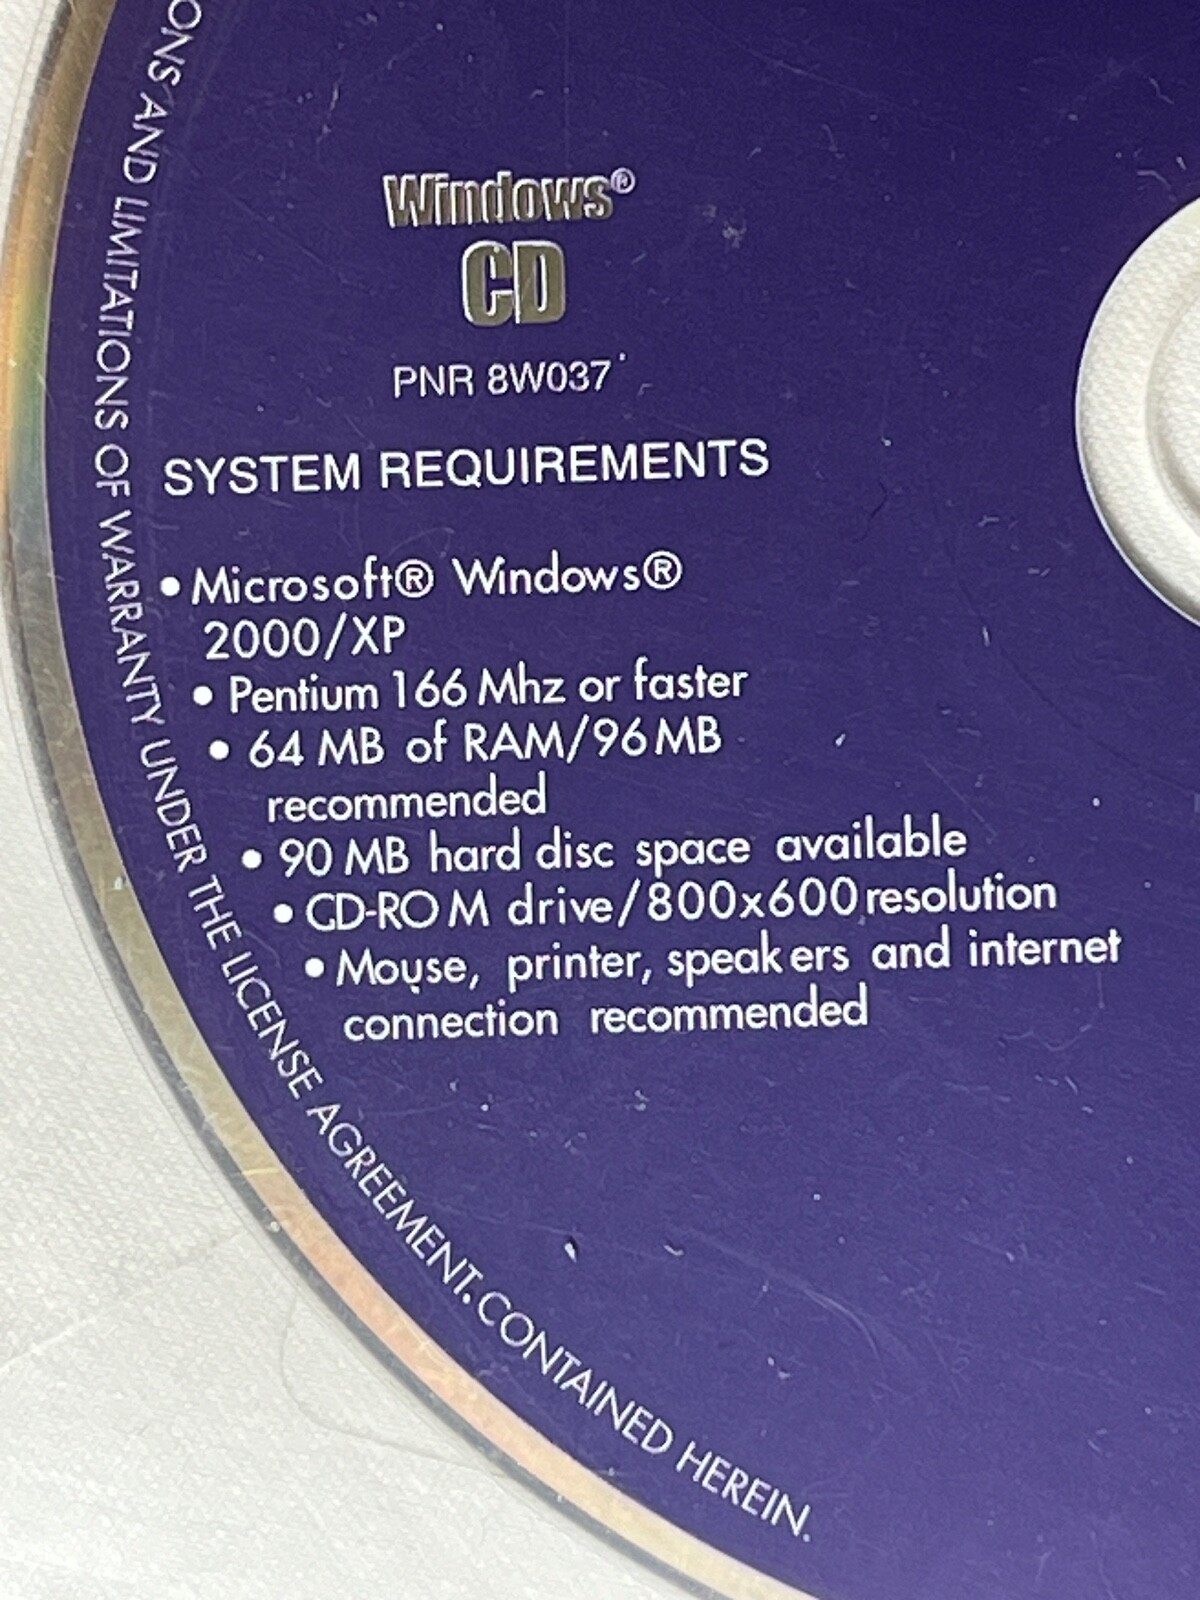 Windows®
CD
PNR 8W037
SYSTEM REQUIREMENTS
• Microsoft® Windows®
2000/XP
• Pentium 166 Mhz or faster
• 64 MB of RAM/96 MB
recommended
• 90 MB hard disc space available
• CD-ROM drive/800x600 resolution
• Mouse, printer, speakers and internet
connection recommended
AND LIMITATIONS OF WARRANTY UNDER THE LICENSE AGREEMENT. CONTAINED HEREIN.